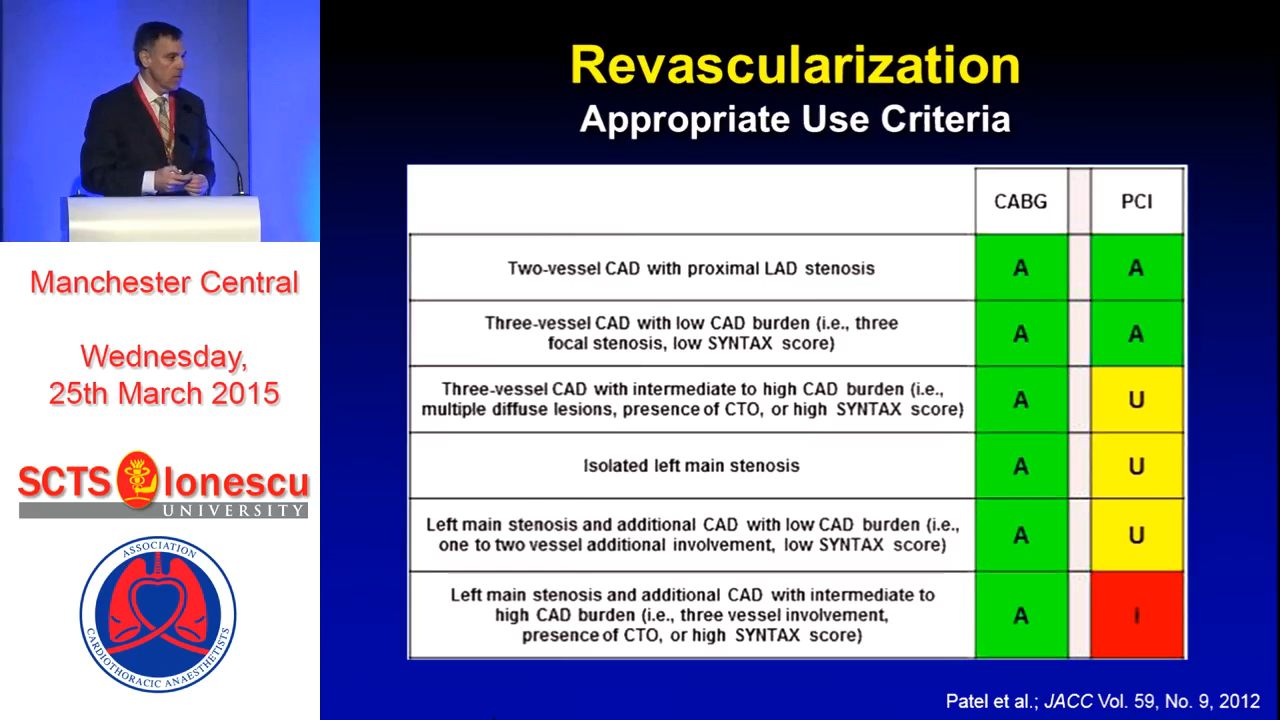 Revascularization
Appropriate Use Criteria
CABG
PCI
Two-vessel CAD with proximal LAD stenosis
A
A
Three-vessel CAD with low CAD burden (i.e., three
focal stenosis, low SYNTAX score)
A
A
Three-vessel CAD with intermediate to high CAD burden (i.e.,
multiple diffuse lesions, presence of CTO, or high SYNTAX score)
A
U
Isolated left main stenosis
A
U
Left main stenosis and additional CAD with low CAD burden (i.e.,
one to two vessel additional involvement, low SYNTAX score)
A
U
Left main stenosis and additional CAD with intermediate to
high CAD burden (i.e., three vessel involvement,
presence of CTO, or high SYNTAX score)
A
I
Patel et al.; JACC Vol. 59, No. 9, 2012
Manchester Central
Wednesday,
25th March 2015
SCTS Ionescu
UNIVERSITY
ASSOCIATION
CARDIOTHORACIC ANAESTHETISTS